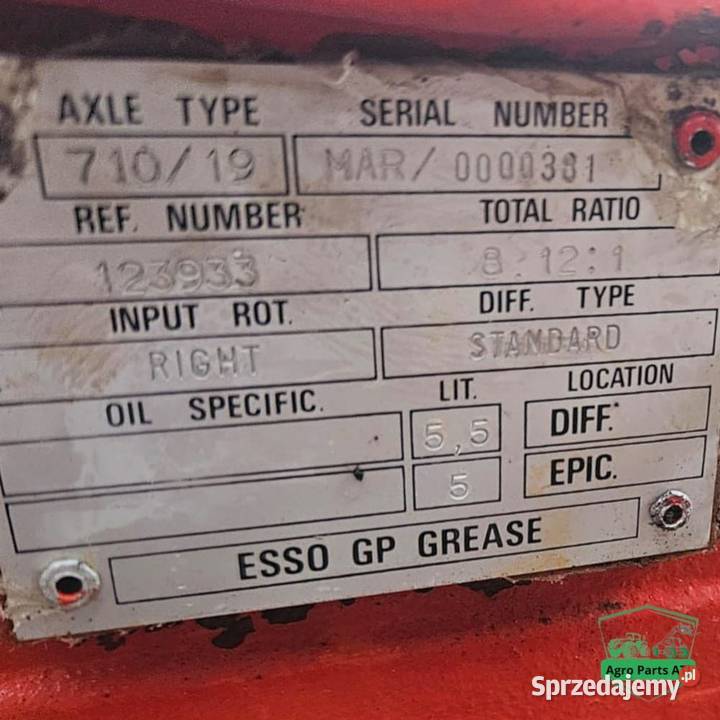 AXLE TYPE SERIAL NUMBER
710/19 MAR/0000381
REF. NUMBER TOTAL RATIO
123933 8.12:1
INPUT ROT. DIFF. TYPE
RIGHT STANDARD
OIL SPECIFIC. LIT. LOCATION
5,5 DIFF.
5 EPIC.
ESSO GP GREASE
Agro Parts AT
Sprzedajemy.pl